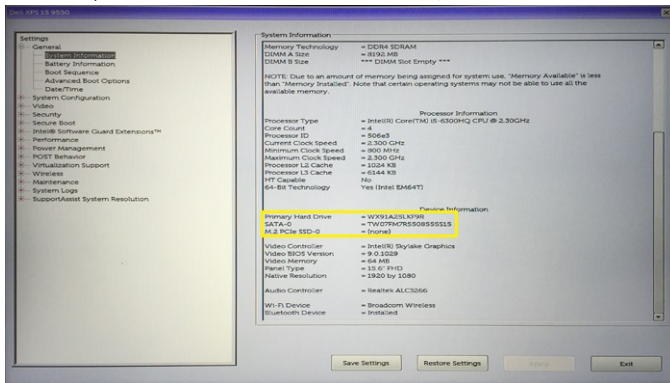 Dell XPS 15 9550
Settings
General
System Information
Battery Information
Boot Sequence
Advanced Boot Options
Date/Time
System Configuration
Video
Security
Secure Boot
Intel® Software Guard Extensions™
Performance
Power Management
POST Behavior
Virtualization Support
Wireless
Maintenance
System Logs
SupportAssist System Resolution
System Information
Memory Technology = DDR4 SDRAM
DIMM A Size = 8192 MB
DIMM B Size *** DIMM Slot Empty ***
NOTE: Due to an amount of memory being assigned for system use, "Memory Available" is less
than "Memory Installed". Note that certain operating systems may not be able to use all the
available memory.
Processor Information
Processor Type = Intel(R) Core(TM) i5-6300HQ CPU @ 2.30GHz
Core Count = 4
Processor ID = 506e3
Current Clock Speed = 2.300 GHz
Minimum Clock Speed = 800 MHz
Maximum Clock Speed = 2.300 GHz
Processor L2 Cache = 1024 KB
Processor L3 Cache = 6144 KB
HT Capable No
64-Bit Technology Yes (Intel EM64T)
Device Information
Primary Hard Drive = WX91A25LKF9R
SATA-0 = TW07FM7R5508555515
M.2 PCIe SSD-0 = (none)
Video Controller = Intel(R) Skylake Graphics
Video BIOS Version = 9.0.1029
Video Memory = 64 MB
Panel Type = 15.6" FHD
Native Resolution = 1920 by 1080
Audio Controller = Realtek ALC3266
Wi-Fi Device = Broadcom Wireless
Bluetooth Device = Installed
Save Settings Restore Settings Apply Exit